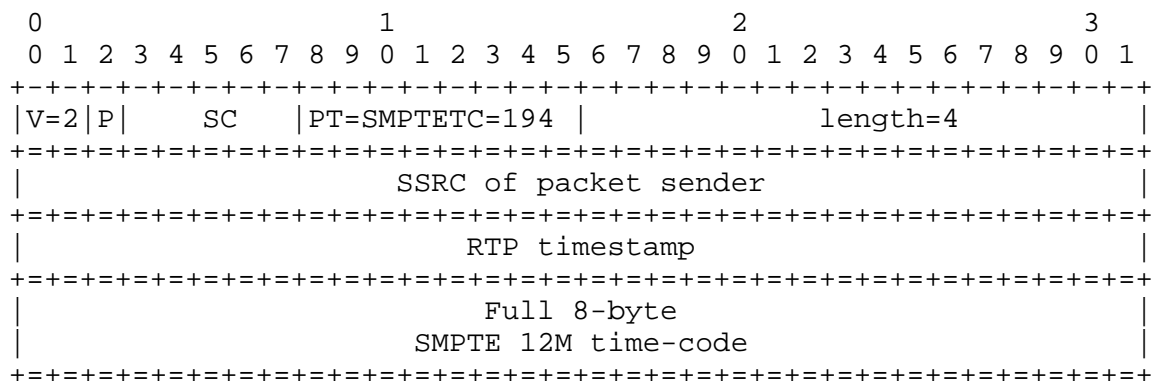 0                   1                   2                   3
 0 1 2 3 4 5 6 7 8 9 0 1 2 3 4 5 6 7 8 9 0 1 2 3 4 5 6 7 8 9 0 1
+-+-+-+-+-+-+-+-+-+-+-+-+-+-+-+-+-+-+-+-+-+-+-+-+-+-+-+-+-+-+-+-+
|V=2|P|    SC   |PT=SMPTETC=194 |             length=4          |
+=+=+=+=+=+=+=+=+=+=+=+=+=+=+=+=+=+=+=+=+=+=+=+=+=+=+=+=+=+=+=+=+
|                     SSRC of packet sender                     |
+=+=+=+=+=+=+=+=+=+=+=+=+=+=+=+=+=+=+=+=+=+=+=+=+=+=+=+=+=+=+=+=+
|                         RTP timestamp                         |
+=+=+=+=+=+=+=+=+=+=+=+=+=+=+=+=+=+=+=+=+=+=+=+=+=+=+=+=+=+=+=+=+
|                          Full 8-byte                          |
|                      SMPTE 12M time-code                      |
+=+=+=+=+=+=+=+=+=+=+=+=+=+=+=+=+=+=+=+=+=+=+=+=+=+=+=+=+=+=+=+=+